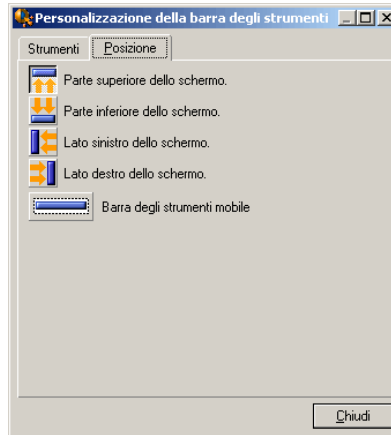 Personalizzazione della barra degli strumenti
Strumenti Posizione
Parte superiore dello schermo.
Parte inferiore dello schermo.
Lato sinistro dello schermo.
Lato destro dello schermo.
Barra degli strumenti mobile
Chiudi